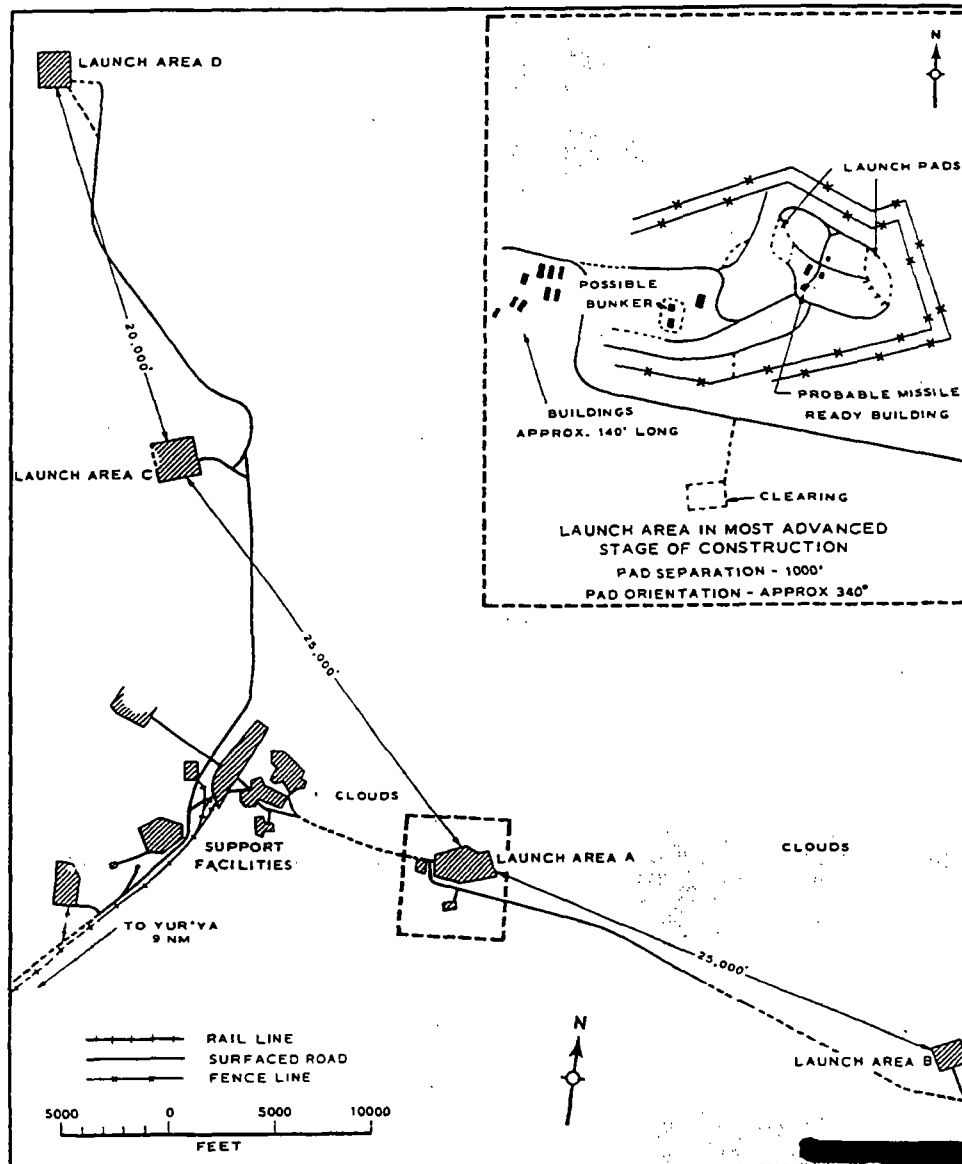 LAUNCH AREA D
N
LAUNCH PADS
POSSIBLE
BUNKER
BUILDINGS
APPROX. 140' LONG
PROBABLE MISSILE
READY BUILDING
CLEARING
LAUNCH AREA IN MOST ADVANCED
STAGE OF CONSTRUCTION
PAD SEPARATION - 1000'
PAD ORIENTATION - APPROX 340°
20,000'
LAUNCH AREA C
25,000'
CLOUDS
SUPPORT
FACILITIES
LAUNCH AREA A
CLOUDS
TO YUR'YA
9 NM
25,000'
LAUNCH AREA B
N
RAIL LINE
SURFACED ROAD
FENCE LINE
5000 0 5000 10000
FEET